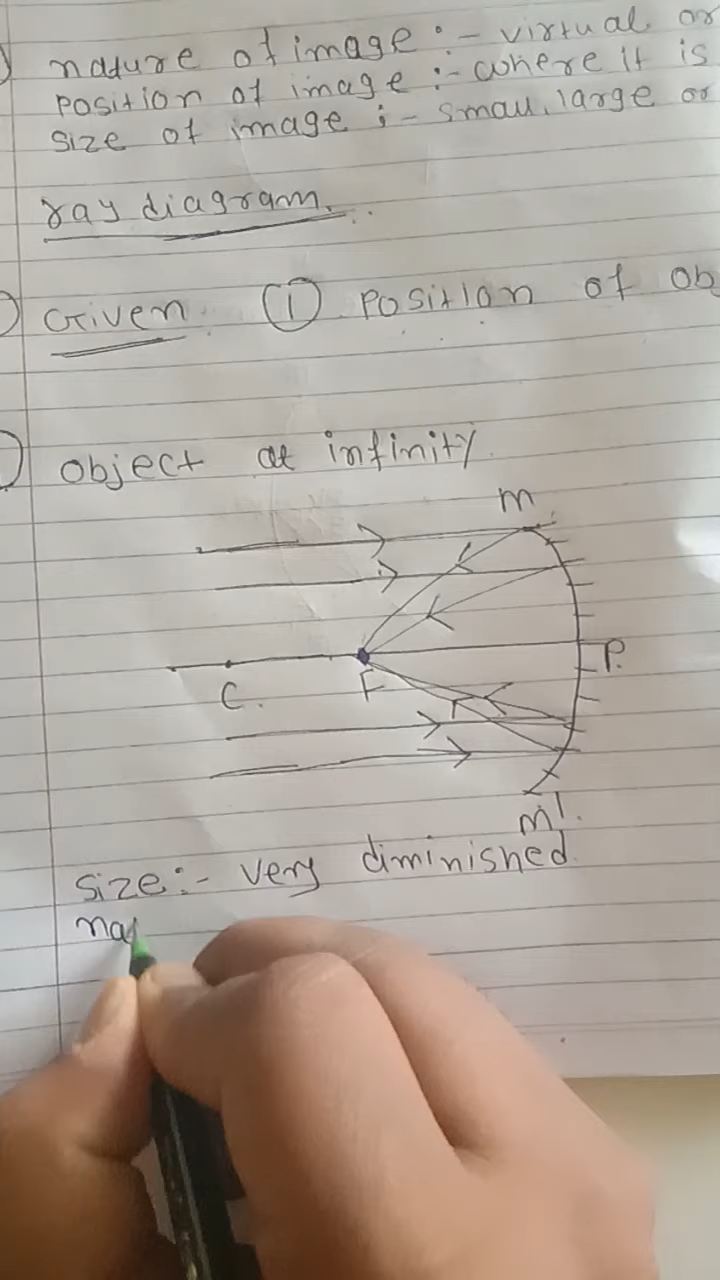 nature of image :- virtual or
Position of image :- where it is
Size of image :- small, large or
ray diagram.
Given. ① Position of Ob
Object at infinity.
M
C. F P.
M'.
Size:- very diminished.
na